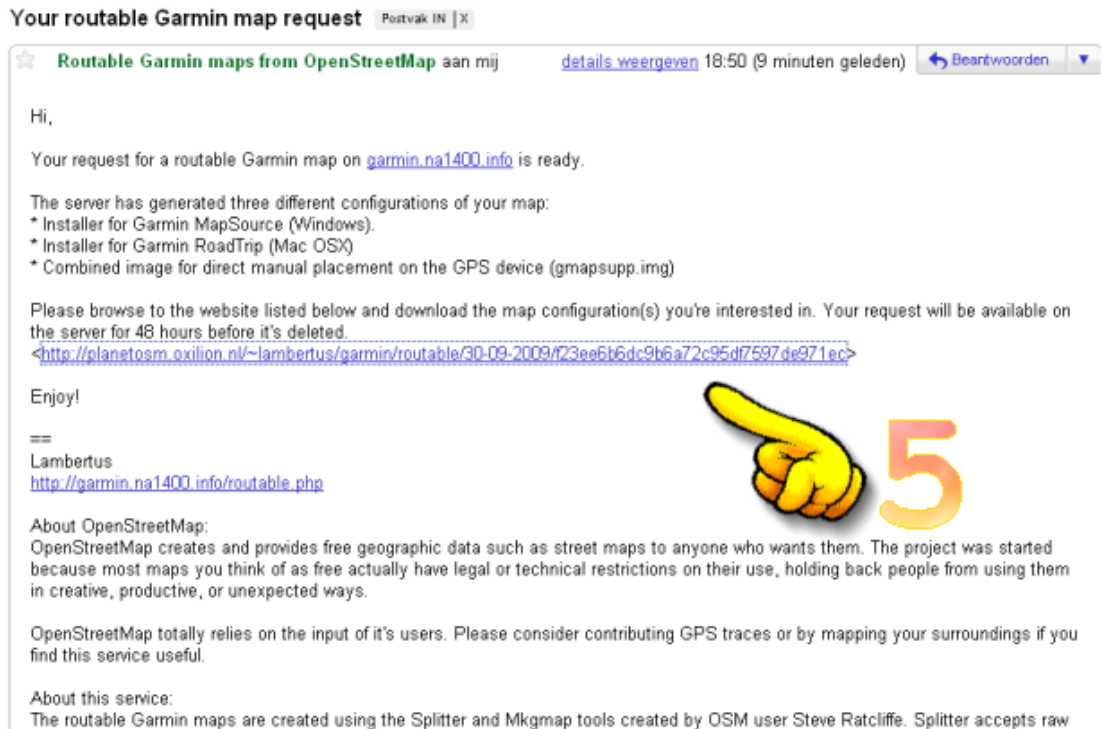 Your routable Garmin map request Postvak IN | X
Routable Garmin maps from OpenStreetMap aan mij details weergeven 18:50 (9 minuten geleden) Beantwoorden
Hi,
Your request for a routable Garmin map on garmin.na1400.info is ready.
The server has generated three different configurations of your map:
* Installer for Garmin MapSource (Windows).
* Installer for Garmin RoadTrip (Mac OSX)
* Combined image for direct manual placement on the GPS device (gmapsupp.img)
Please browse to the website listed below and download the map configuration(s) you're interested in. Your request will be available on
the server for 48 hours before it's deleted.
<http://planetosm.oxilion.nl/~lambertus/garmin/routable/30-09-2009/f23ee6b6dc9b6a72c95df7597de971ec>
Enjoy!
5
==
Lambertus
http://garmin.na1400.info/routable.php
About OpenStreetMap:
OpenStreetMap creates and provides free geographic data such as street maps to anyone who wants them. The project was started
because most maps you think of as free actually have legal or technical restrictions on their use, holding back people from using them
in creative, productive, or unexpected ways.
OpenStreetMap totally relies on the input of it's users. Please consider contributing GPS traces or by mapping your surroundings if you
find this service useful.
About this service:
The routable Garmin maps are created using the Splitter and Mkgmap tools created by OSM user Steve Ratcliffe. Splitter accepts raw